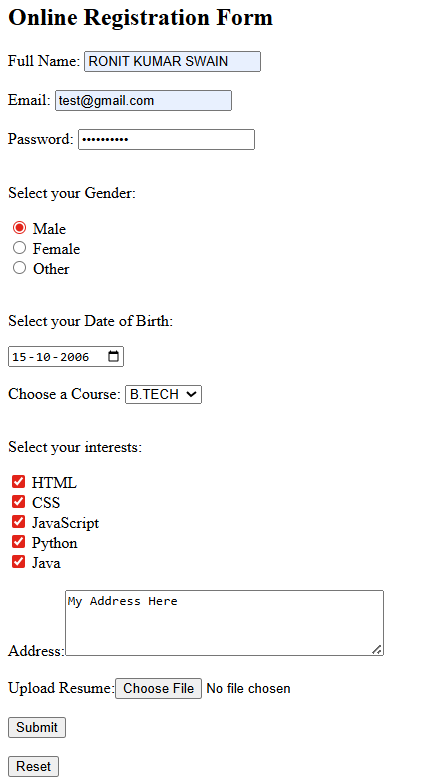 Online Registration Form
Full Name: RONIT KUMAR SWAIN
Email: test@gmail.com
Password: ••••••••••
Select your Gender:
Male
Female
Other
Select your Date of Birth:
15-10-2006
Choose a Course: B.TECH
Select your interests:
HTML
CSS
JavaScript
Python
Java
My Address Here
Address:
Upload Resume: Choose File No file chosen
Submit
Reset